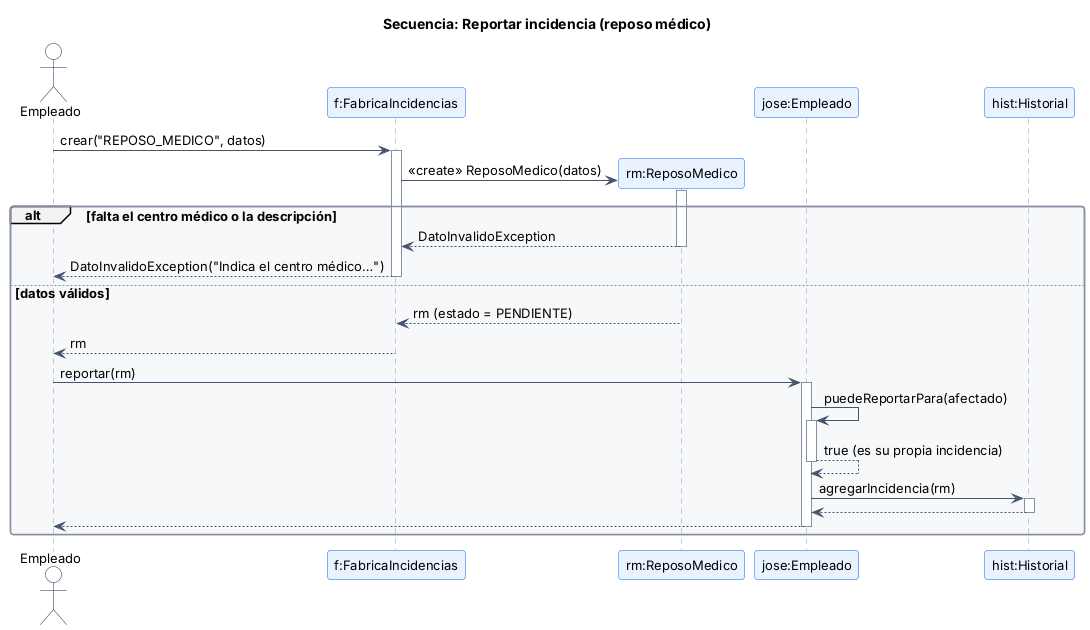 Secuencia: Reportar incidencia (reposo médico)
Empleado
f:FabricaIncidencias
jose:Empleado
hist:Historial
crear("REPOSO_MEDICO", datos)
«create» ReposoMedico(datos)
rm:ReposoMedico
alt
[falta el centro médico o la descripción]
DatoInvalidoException
DatoInvalidoException("Indica el centro médico...")
[datos válidos]
rm (estado = PENDIENTE)
rm
reportar(rm)
puedeReportarPara(afectado)
true (es su propia incidencia)
agregarIncidencia(rm)
Empleado
f:FabricaIncidencias
rm:ReposoMedico
jose:Empleado
hist:Historial